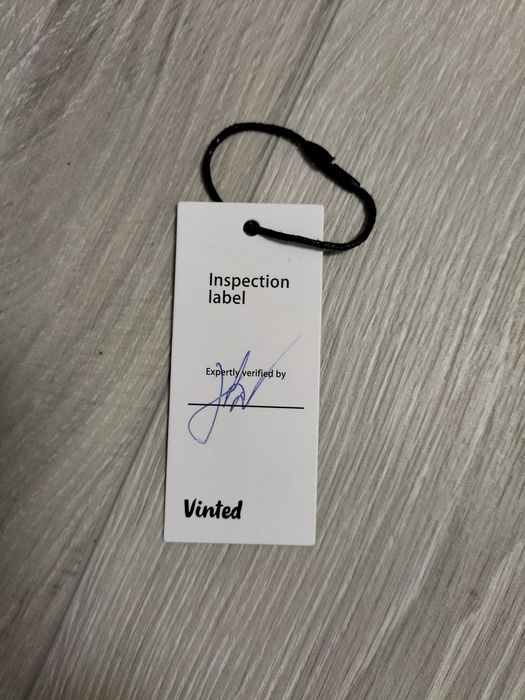 Inspection
label
Expertly verified by
Vinted